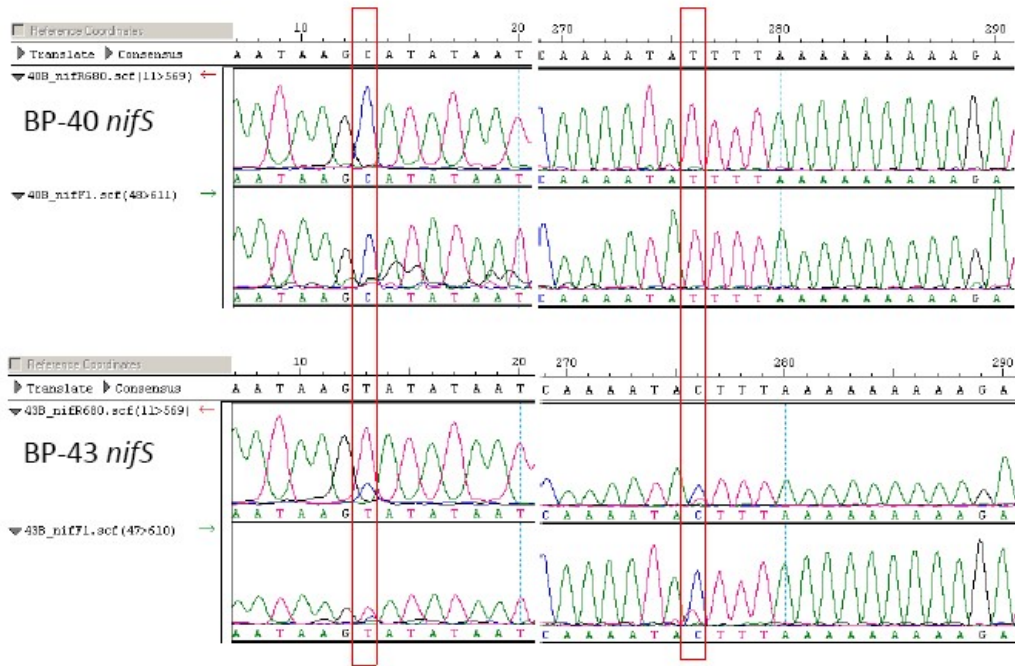 10 20 270 280 290
Reference Coordinates
Translate Consensus A A T A A G C A T A T A A T C A A A A T A T T T T A A A A A A A A A G A
40B_nifR680.scf(11>569) ←
BP-40 nifS
A A T A A G C A T A T A A T C A A A A T A T T T T A A A A A A A A A G A
40B_nifF1.scf(48>611) →
A A T A A G C A T A T A A T C A A A A T A T T T T A A A A A A A A A G A
10 20 270 280 290
Reference Coordinates
Translate Consensus A A T A A G T A T A T A A T C A A A A T A C T T T A A A A A A A A A G A
43B_nifR680.scf(11>569) ←
BP-43 nifS
A A T A A G T A T A T A A T C A A A A T A C T T T A A A A A A A A A G A
43B_nifF1.scf(47>610) →
A A T A A G T A T A T A A T C A A A A T A C T T T A A A A A A A A A G A